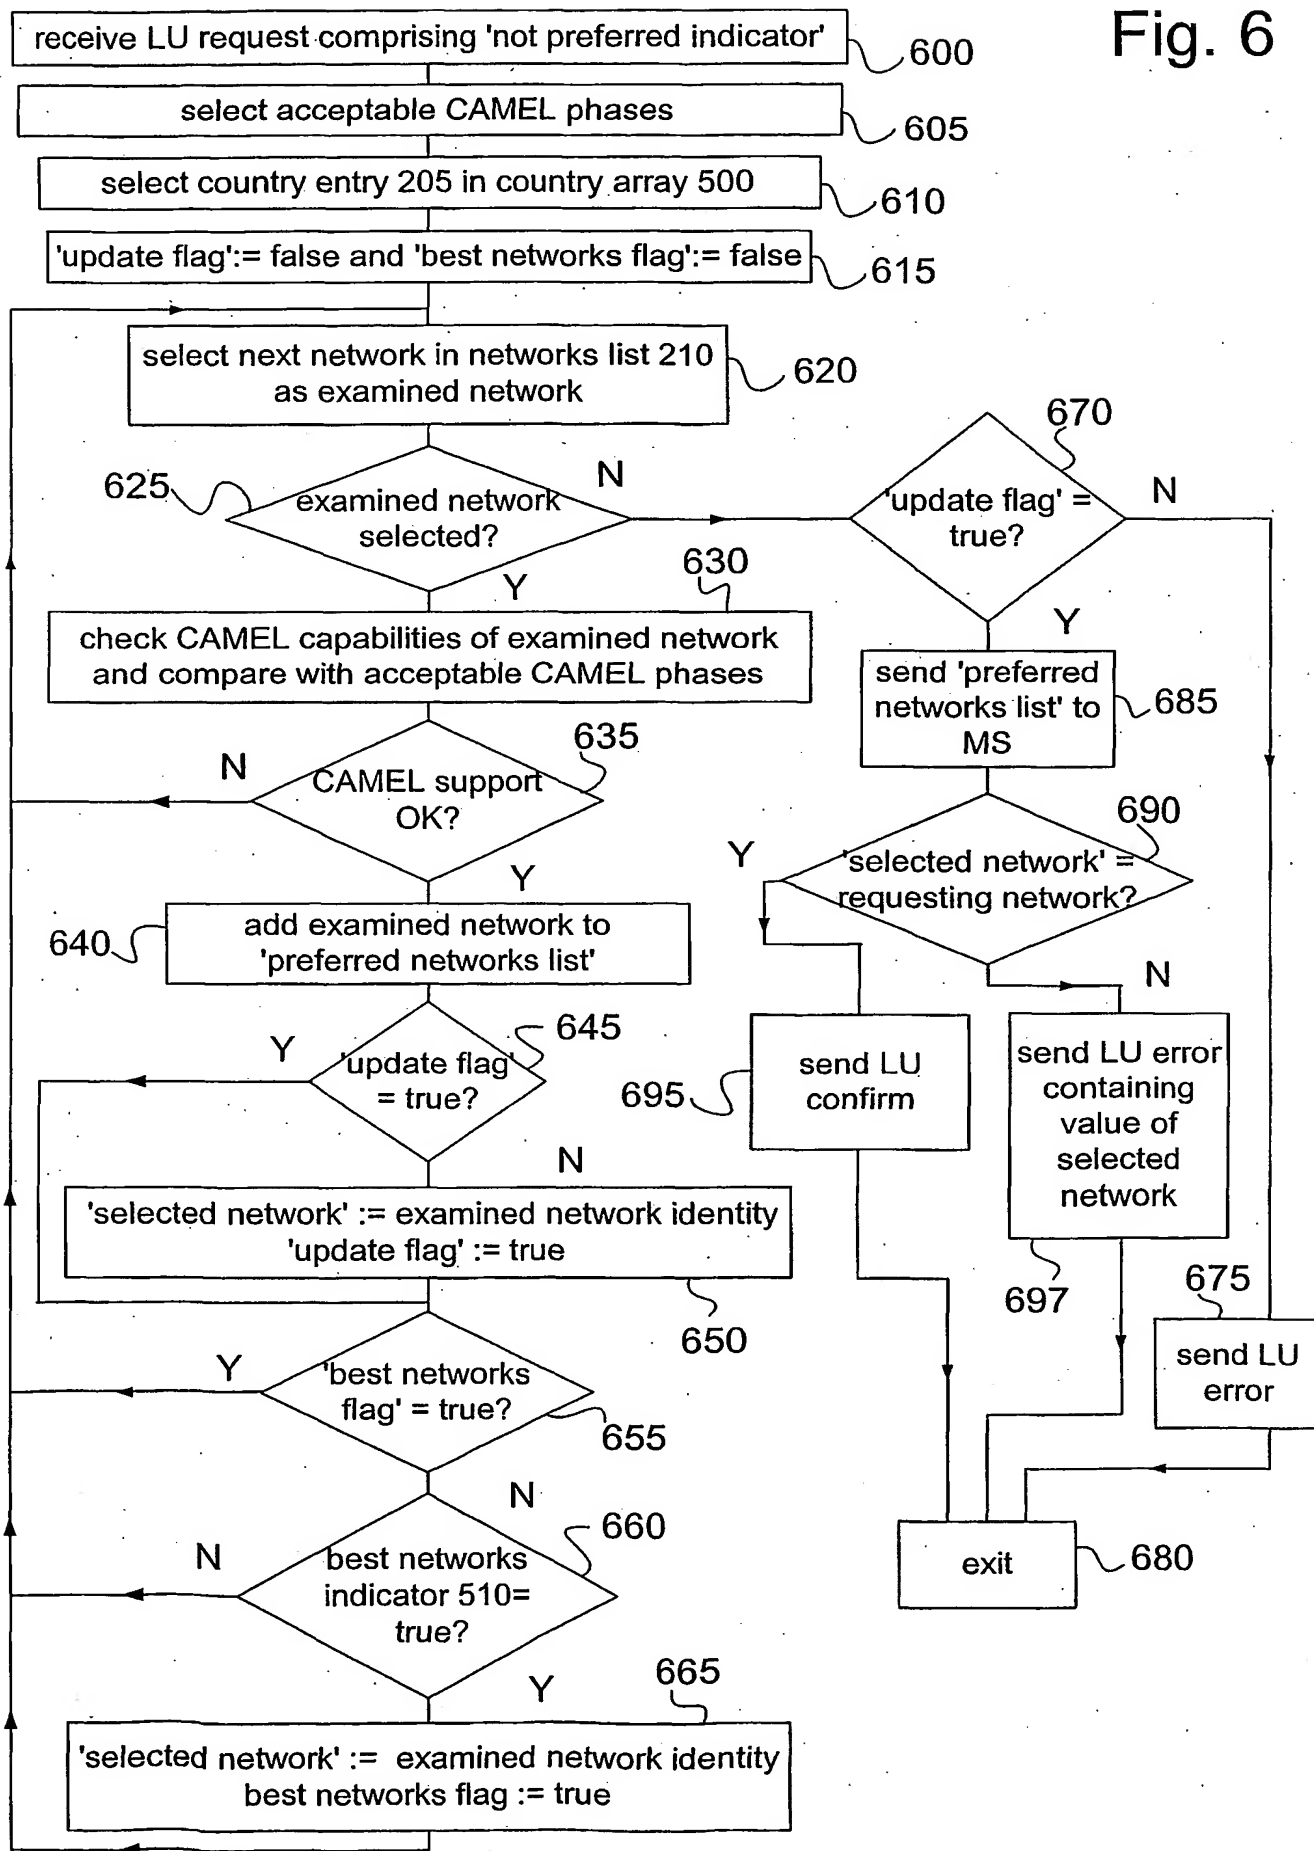 Fig. 6
receive LU request comprising 'not preferred indicator'
600
select acceptable CAMEL phases
605
select country entry 205 in country array 500
610
'update flag':= false and 'best networks flag':= false
615
select next network in networks list 210
as examined network
620
625
examined network
selected?
N
Y
670
'update flag' =
true?
N
Y
630
check CAMEL capabilities of examined network
and compare with acceptable CAMEL phases
send 'preferred
networks list' to
MS
685
635
CAMEL support
OK?
N
Y
690
'selected network' =
requesting network?
Y
N
640
add examined network to
'preferred networks list'
645
'update flag'
= true?
Y
N
695
send LU
confirm
send LU error
containing
value of
selected
network
697
'selected network' := examined network identity
'update flag' := true
650
675
send LU
error
'best networks
flag' = true?
Y
655
N
660
best networks
indicator 510=
true?
N
Y
exit
680
665
'selected network' := examined network identity
best networks flag := true